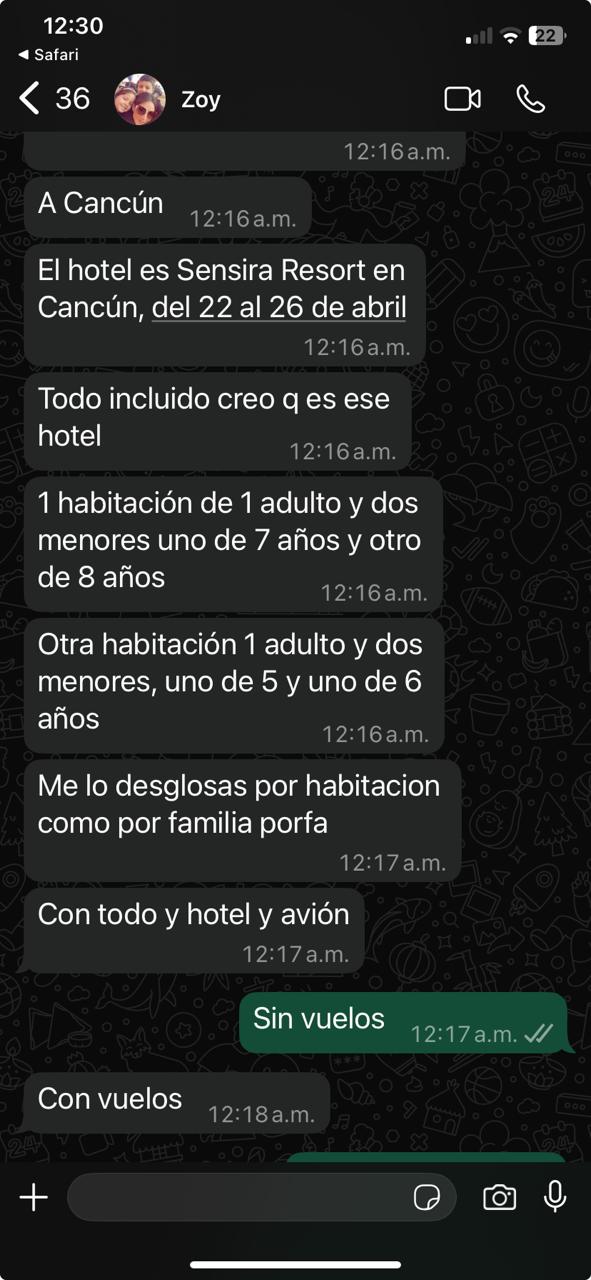 12:30
22
Safari
36
Zoy
12:16 a.m.
A Cancún
12:16 a.m.
El hotel es Sensira Resort en
Cancún, del 22 al 26 de abril
12:16 a.m.
Todo incluido creo q es ese
hotel
12:16 a.m.
1 habitación de 1 adulto y dos
menores uno de 7 años y otro
de 8 años
12:16 a.m.
Otra habitación 1 adulto y dos
menores, uno de 5 y uno de 6
años
12:16 a.m.
Me lo desglosas por habitacion
como por familia porfa
12:17 a.m.
Con todo y hotel y avión
12:17 a.m.
Sin vuelos
12:17 a.m.
Con vuelos
12:18 a.m.